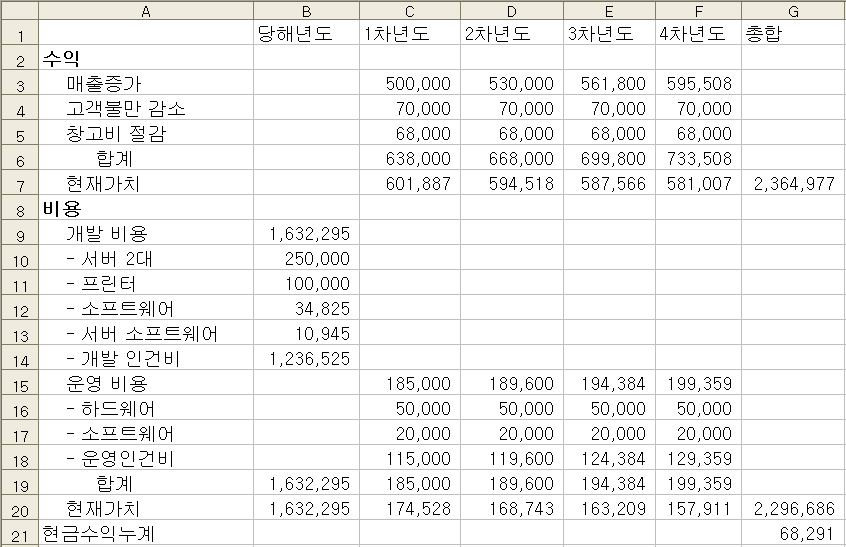 A B C D E F G
1 당해년도 1차년도 2차년도 3차년도 4차년도 총합
2 수익
3 매출증가 500,000 530,000 561,800 595,508
4 고객불만 감소 70,000 70,000 70,000 70,000
5 창고비 절감 68,000 68,000 68,000 68,000
6 합계 638,000 668,000 699,800 733,508
7 현재가치 601,887 594,518 587,566 581,007 2,364,977
8 비용
9 개발 비용 1,632,295
10 - 서버 2대 250,000
11 - 프린터 100,000
12 - 소프트웨어 34,825
13 - 서버 소프트웨어 10,945
14 - 개발 인건비 1,236,525
15 운영 비용 185,000 189,600 194,384 199,359
16 - 하드웨어 50,000 50,000 50,000 50,000
17 - 소프트웨어 20,000 20,000 20,000 20,000
18 - 운영인건비 115,000 119,600 124,384 129,359
19 합계 1,632,295 185,000 189,600 194,384 199,359
20 현재가치 1,632,295 174,528 168,743 163,209 157,911 2,296,686
21 현금수익누계 68,291